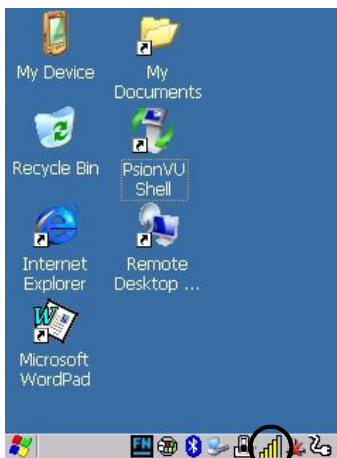 My Device
My
Documents
Recycle Bin
PsionVU
Shell
Internet
Explorer
Remote
Desktop ...
Microsoft
WordPad
FN